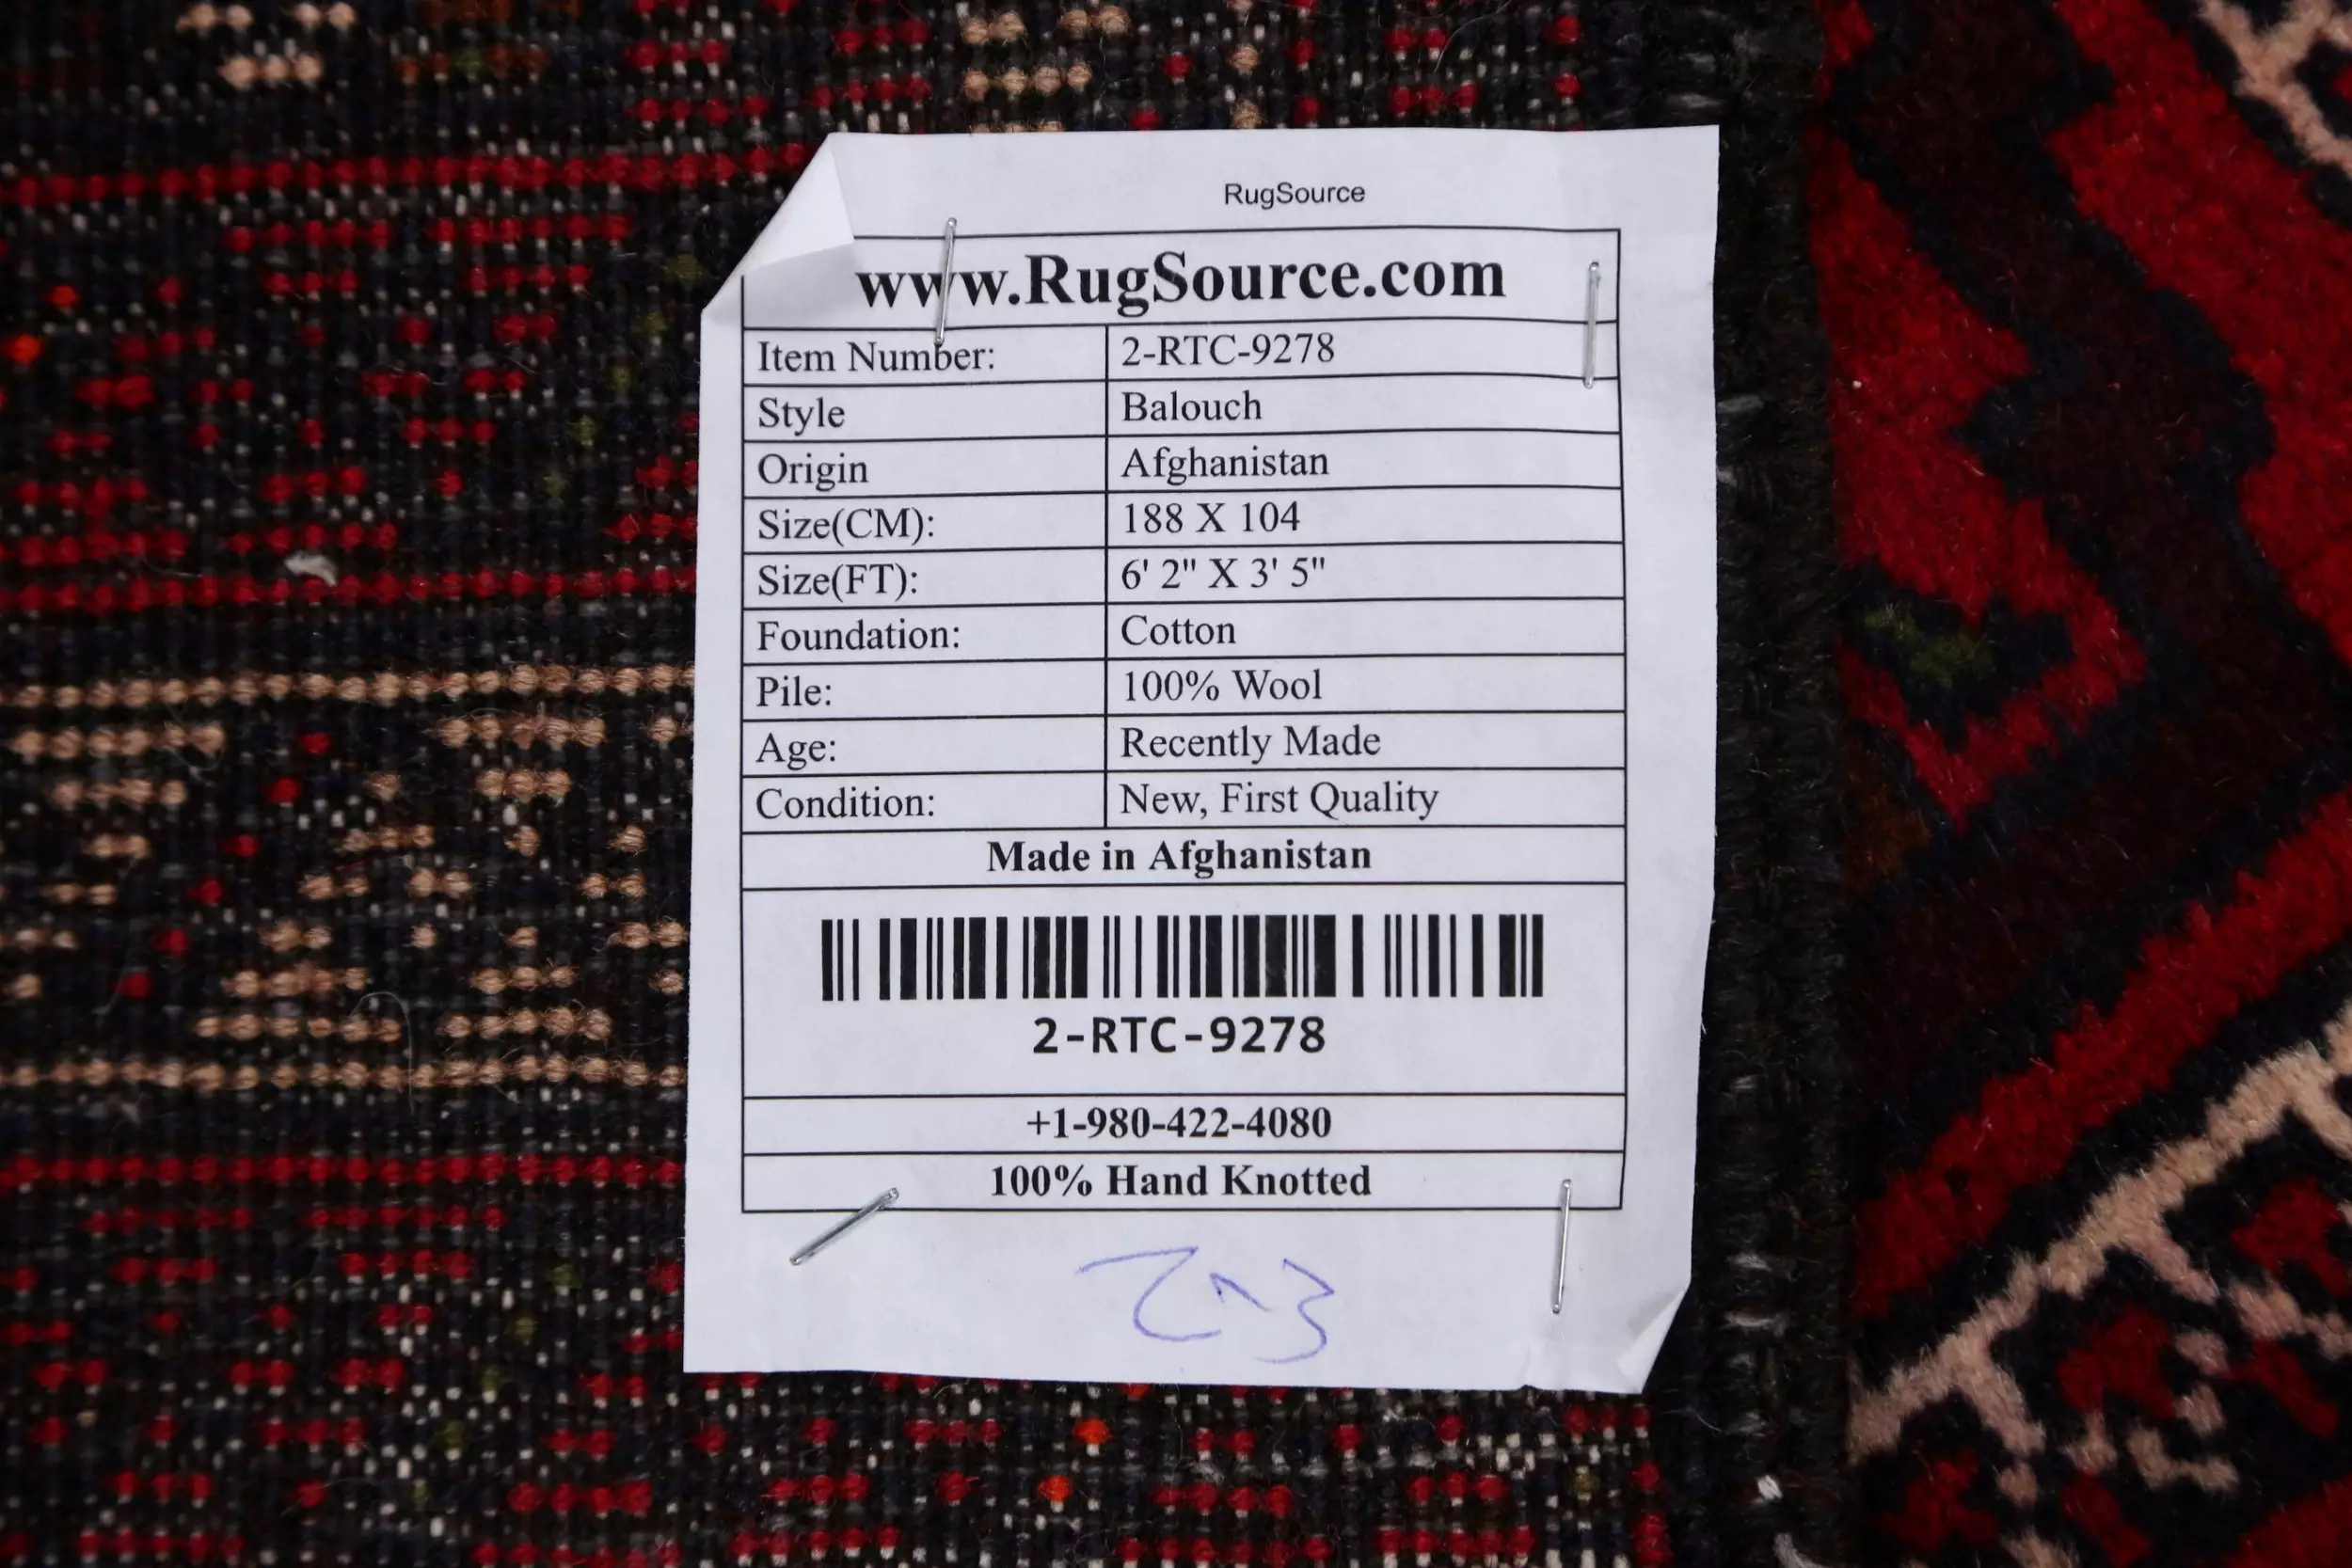 RugSource
www.RugSource.com
Item Number: 2-RTC-9278
Style Balouch
Origin Afghanistan
Size(CM): 188 X 104
Size(FT): 6' 2" X 3' 5"
Foundation: Cotton
Pile: 100% Wool
Age: Recently Made
Condition: New, First Quality
Made in Afghanistan
2-RTC-9278
+1-980-422-4080
100% Hand Knotted